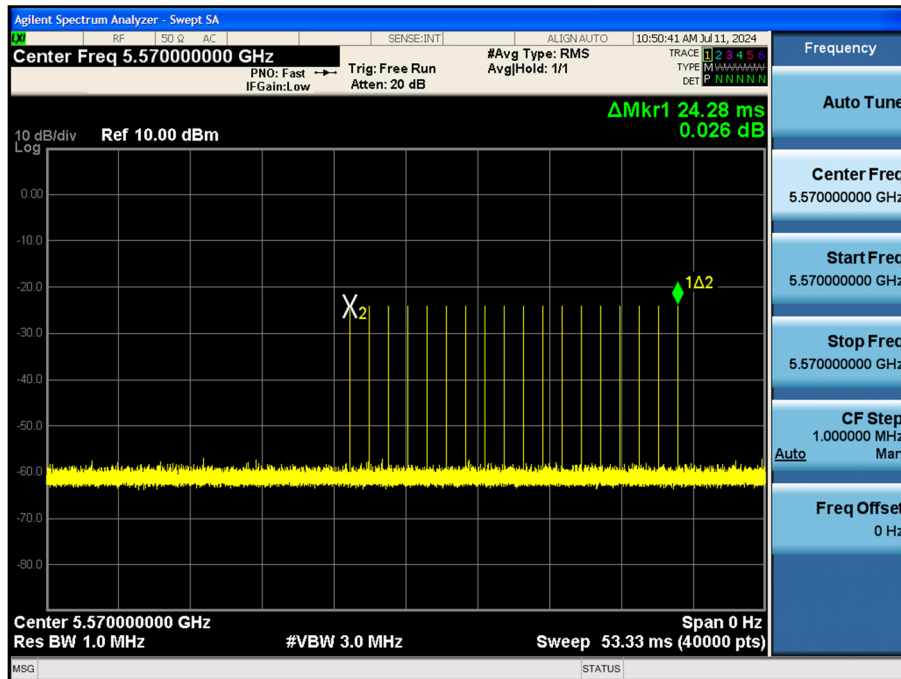 Agilent Spectrum Analyzer - Swept SA
LXI RF 50 Ω AC SENSE:INT ALIGN AUTO 10:50:41 AM Jul 11, 2024
Center Freq 5.570000000 GHz
PNO: Fast
IFGain:Low
Trig: Free Run
Atten: 20 dB
#Avg Type: RMS
Avg|Hold: 1/1
TRACE 1 2 3 4 5 6
TYPE M WWWWW
DET P N N N N N
ΔMkr1 24.28 ms
0.026 dB
10 dB/div Ref 10.00 dBm
Log
0.00
-10.0
-20.0
-30.0
-40.0
-50.0
-60.0
-70.0
-80.0
X2
1Δ2
Center 5.570000000 GHz Span 0 Hz
Res BW 1.0 MHz #VBW 3.0 MHz Sweep 53.33 ms (40000 pts)
MSG STATUS
Frequency
Auto Tune
Center Freq
5.570000000 GHz
Start Freq
5.570000000 GHz
Stop Freq
5.570000000 GHz
CF Step
1.000000 MHz
Auto Man
Freq Offset
0 Hz